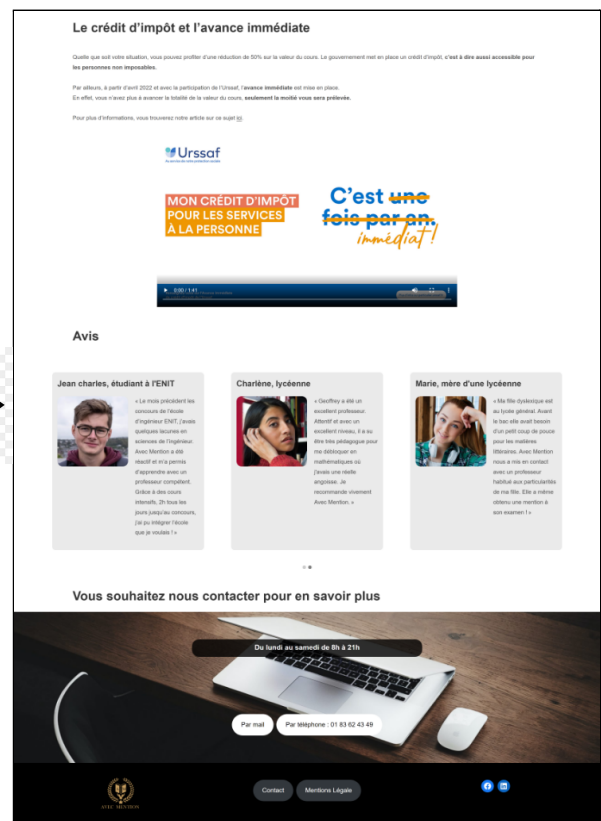 Le crédit d’impôt et l’avance immédiate
Quelle que soit votre situation, vous pouvez profiter d'une réduction de 50% sur la valeur du cours. Le gouvernement met en place un crédit d'impôt, c'est à dire aussi accessible pour
les personnes non imposables.
Par ailleurs, à partir d'avril 2022 et avec la participation de l'Urssaf, l'avance immédiate est mise en place.
En effet, vous n'avez plus à avancer la totalité de la valeur du cours, seulement la moitié vous sera prélevée.
Pour plus d'informations, vous trouverez notre article sur ce sujet ici
Urssaf
MON CRÉDIT D'IMPÔT
POUR LES SERVICES
À LA PERSONNE
C'est une
fois par an.
immédiat !
0:00 / 1:41
Avis
Jean charles, étudiant à l'ENIT
« Le mois précédent les
concours de l'école
d'ingénieur ENIT, j'avais
quelques lacunes en
sciences de l'ingénieur.
Avec Mention a été
réactif et m'a permis
d'apprendre avec un
professeur compétent.
Grâce à des cours
intensifs, 2h tous les
jours jusqu'au concours,
j'ai pu intégrer l'école
que je voulais ! »
Charlène, lycéenne
« Geoffrey a été un
excellent professeur.
Attentif et avec un
excellent niveau, il a su
être très pédagogue pour
me débloquer en
mathématiques où
j'avais une réelle
angoisse. Je
recommande vivement
Avec Mention. »
Marie, mère d'une lycéenne
« Ma fille dyslexique est
au lycée général. Avant
le bac elle avait besoin
d'un petit coup de pouce
pour les matières
littéraires. Avec Mention
nous a mis en contact
avec un professeur
habitué aux particularités
de ma fille. Elle a même
obtenu une mention à
son examen ! »
Vous souhaitez nous contacter pour en savoir plus
Du lundi au samedi de 8h à 21h
Par mail
Par téléphone : 01 83 62 43 49
AVEC MENTION
Contact
Mentions Légale